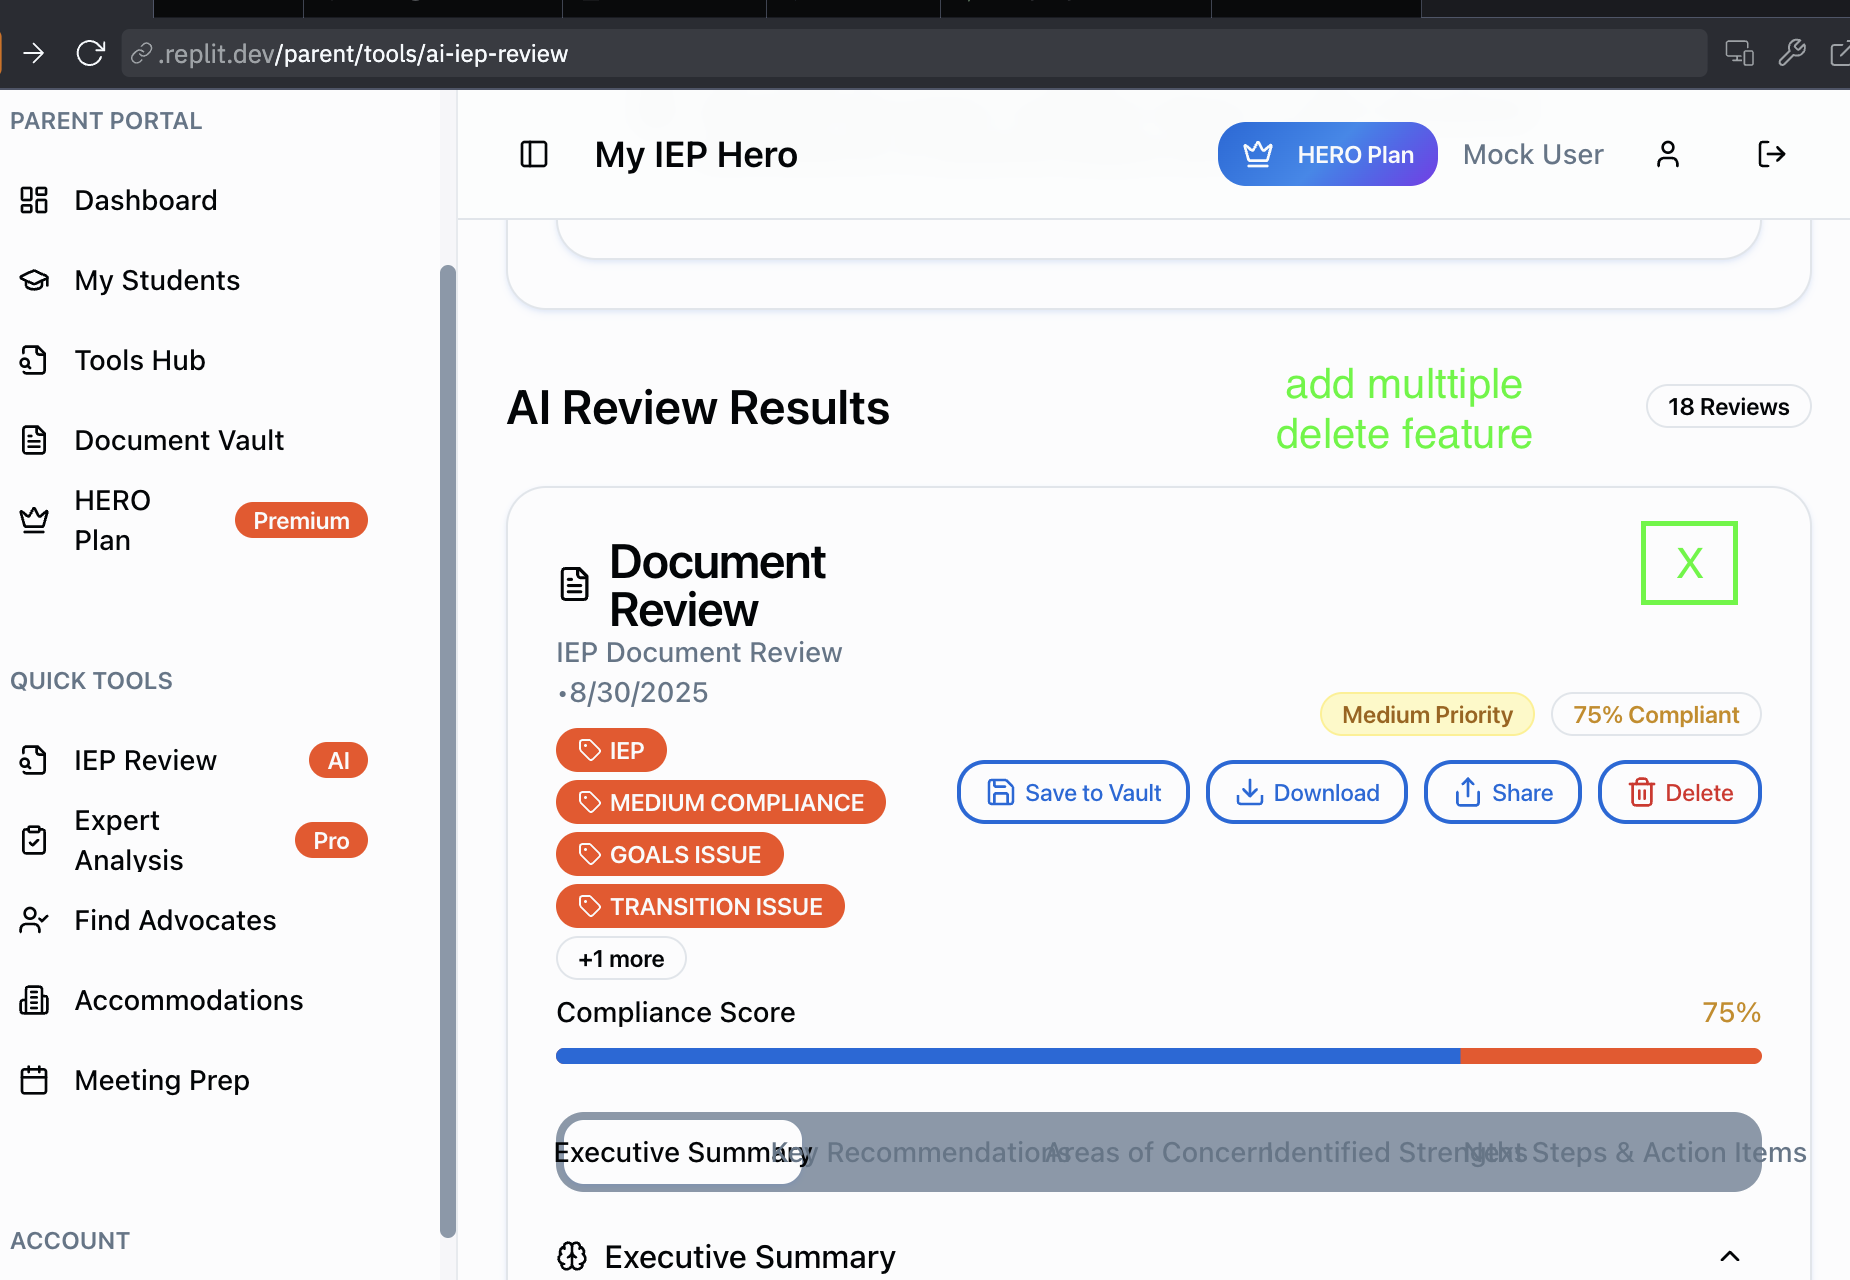 .replit.dev/parent/tools/ai-iep-review
PARENT PORTAL
Dashboard
My Students
Tools Hub
Document Vault
HERO
Plan
Premium
QUICK TOOLS
IEP Review
AI
Expert
Analysis
Pro
Find Advocates
Accommodations
Meeting Prep
ACCOUNT
My IEP Hero
HERO Plan
Mock User
AI Review Results
add multtiple
delete feature
18 Reviews
Document
Review
X
IEP Document Review
•8/30/2025
Medium Priority
75% Compliant
IEP
MEDIUM COMPLIANCE
GOALS ISSUE
TRANSITION ISSUE
+1 more
Save to Vault
Download
Share
Delete
Compliance Score
75%
Executive Summary
Key Recommendations
Areas of Concern
Identified Strengths
Next Steps & Action Items
Executive Summary